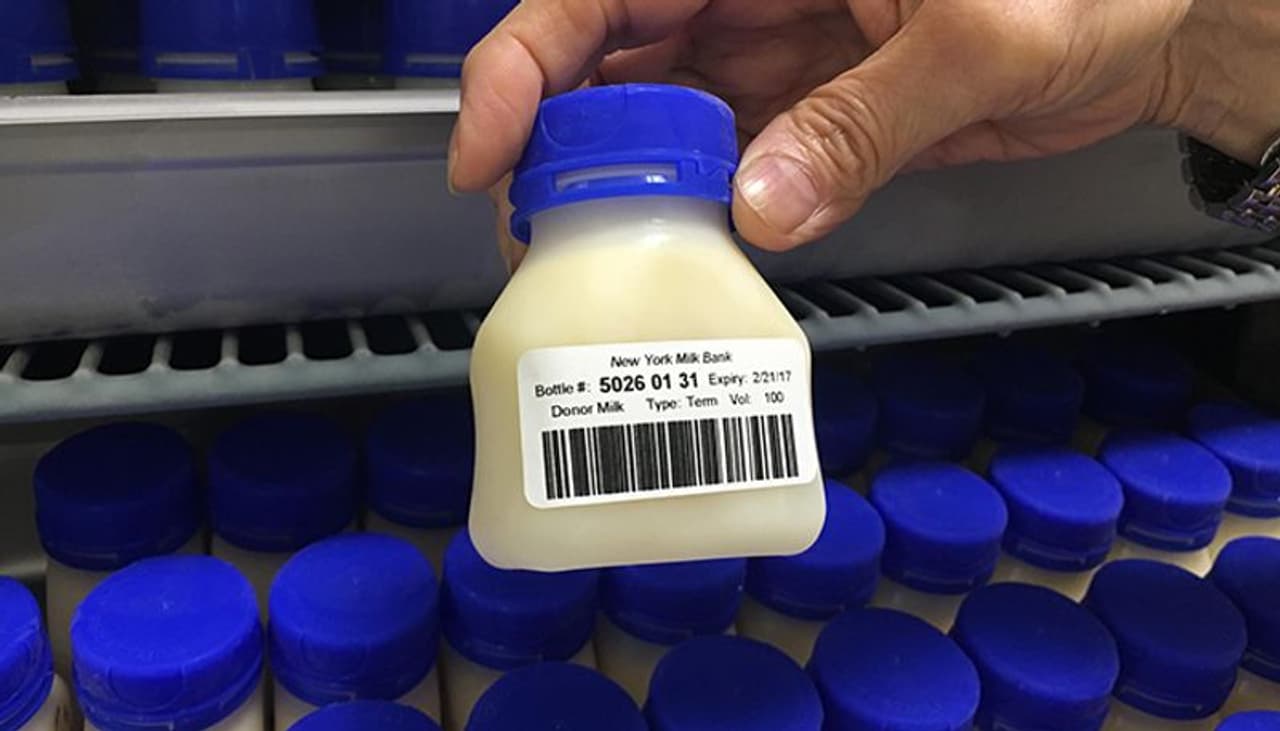 New York Milk Bank
Bottle #: 5026 01 31 Expiry: 2/21/17
Donor Milk Type: Term Vol: 100